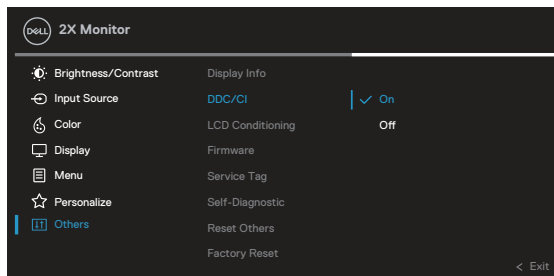 DELL
2X Monitor
Brightness/Contrast
Display Info
Input Source
DDC/CI
On
Color
LCD Conditioning
Off
Display
Firmware
Menu
Service Tag
Personalize
Self-Diagnostic
Others
Reset Others
Factory Reset
< Exit